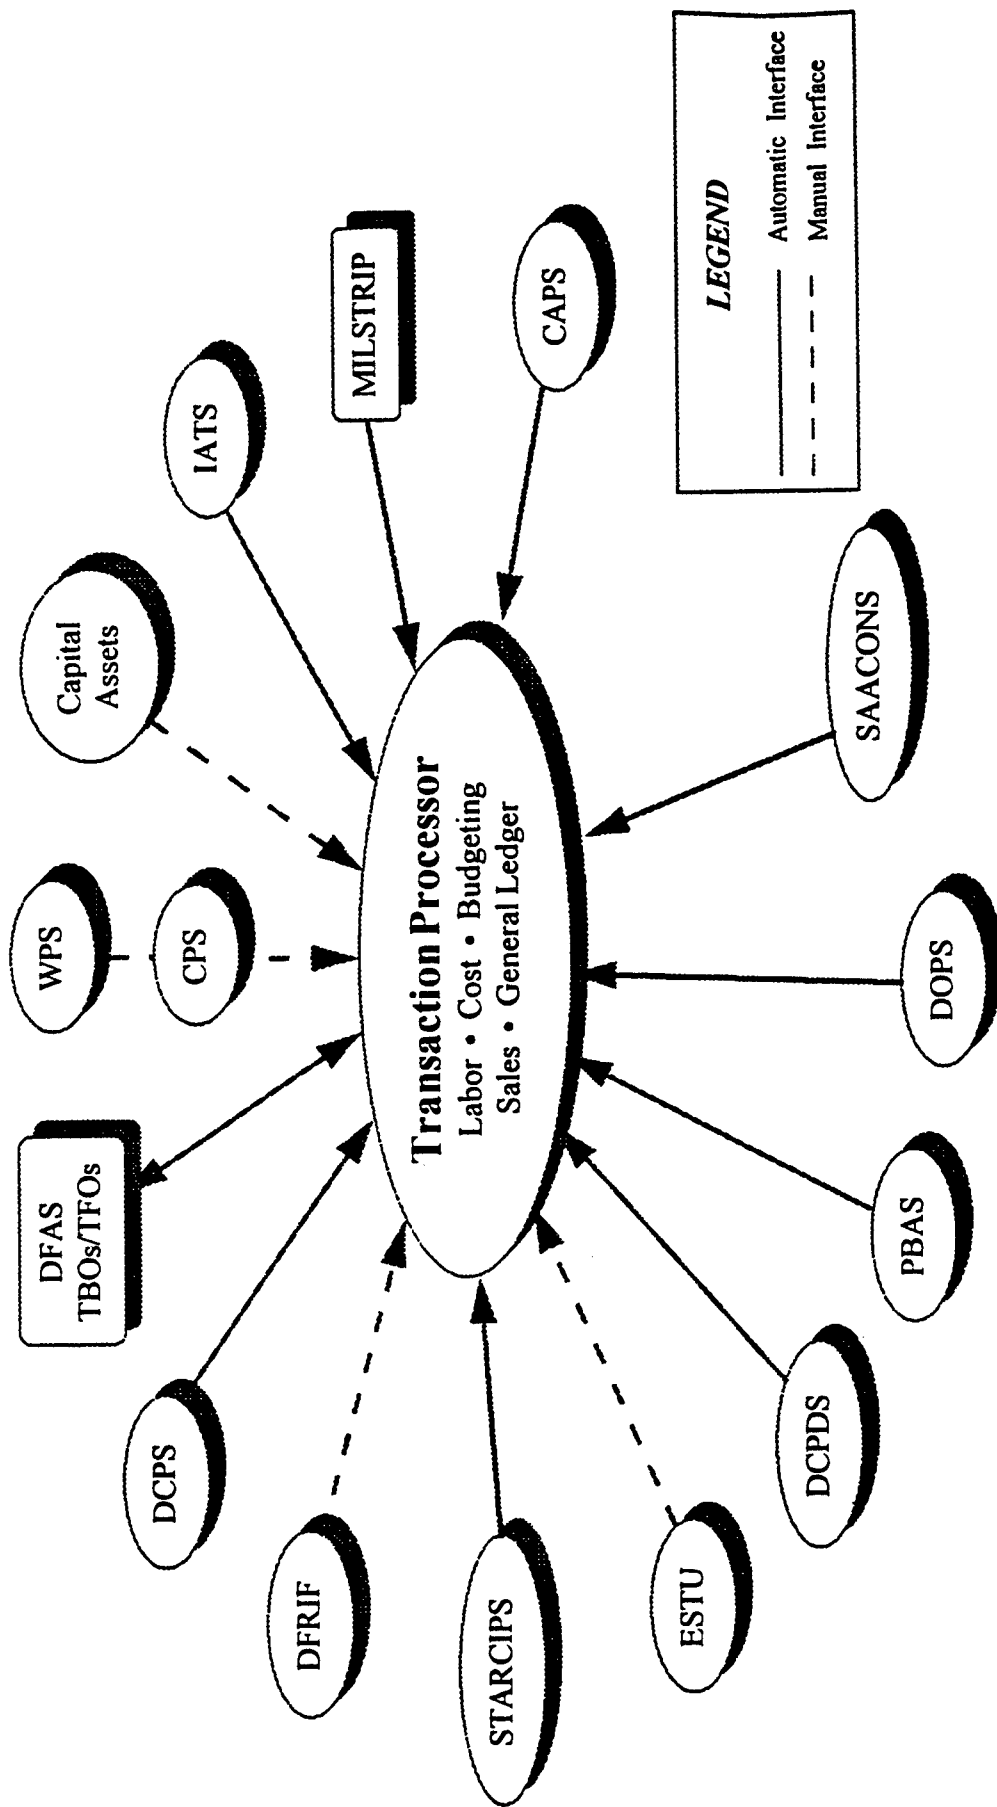 WPS
CPS
Capital
Assets
IATS
MILSTRIP
CAPS
DFAS
TBOs/TFOs
DCPS
DFRIF
STARCIPS
ESTU
DCPDS
PBAS
DOPS
SAACONS
Transaction Processor
Labor • Cost • Budgeting
Sales • General Ledger
LEGEND
Automatic Interface
Manual Interface